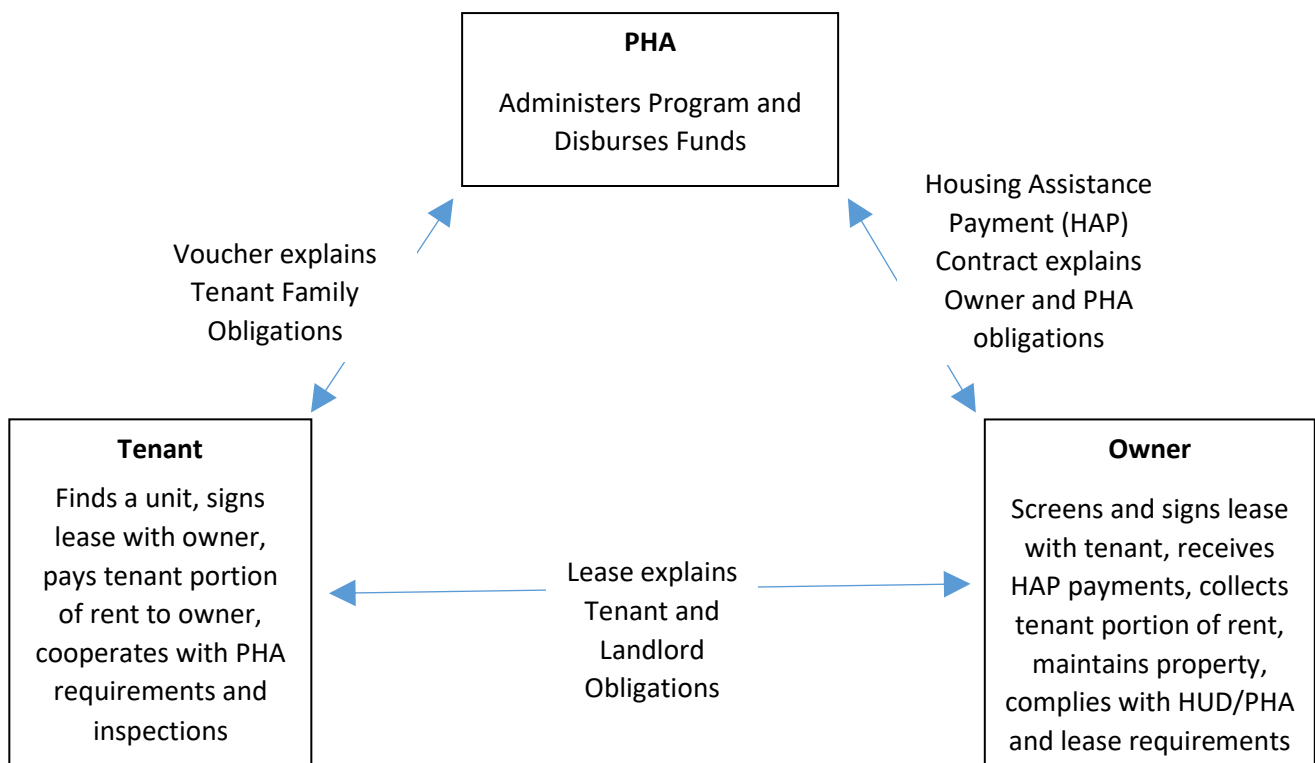 PHA
Administers Program and
Disburses Funds
Housing Assistance
Payment (HAP)
Contract explains
Owner and PHA
obligations
Voucher explains
Tenant Family
Obligations
Tenant
Finds a unit, signs
lease with owner,
pays tenant portion
of rent to owner,
cooperates with PHA
requirements and
inspections
Lease explains
Tenant and
Landlord
Obligations
Owner
Screens and signs lease
with tenant, receives
HAP payments, collects
tenant portion of rent,
maintains property,
complies with HUD/PHA
and lease requirements